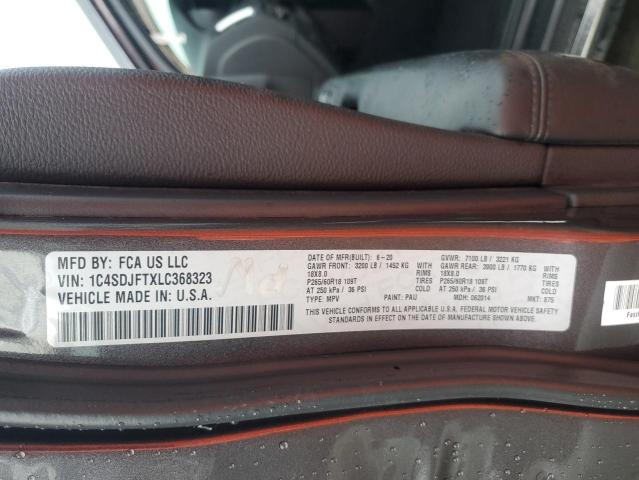 MFD BY: FCA US LLC
VIN: 1C4SDJFTXLC368323
VEHICLE MADE IN: U.S.A.
Md
DATE OF MFR(BUILT): 6-20 GVWR: 7100 LB / 3221 KG
GAWR FRONT: 3200 LB / 1452 KG WITH GAWR REAR: 3900 LB / 1770 KG WITH
18X8.0 RIMS 18X8.0 RIMS
P265/60R18 109T TIRES P265/60R18 109T TIRES
AT 250 kPa / 36 PSI COLD AT 250 kPa / 36 PSI COLD
TYPE: MPV PAINT: PAU MDH: 062014 MKT: 875
THIS VEHICLE CONFORMS TO ALL APPLICABLE U.S.A. FEDERAL MOTOR VEHICLE SAFETY
STANDARDS IN EFFECT ON THE DATE OF MANUFACTURE SHOWN ABOVE.